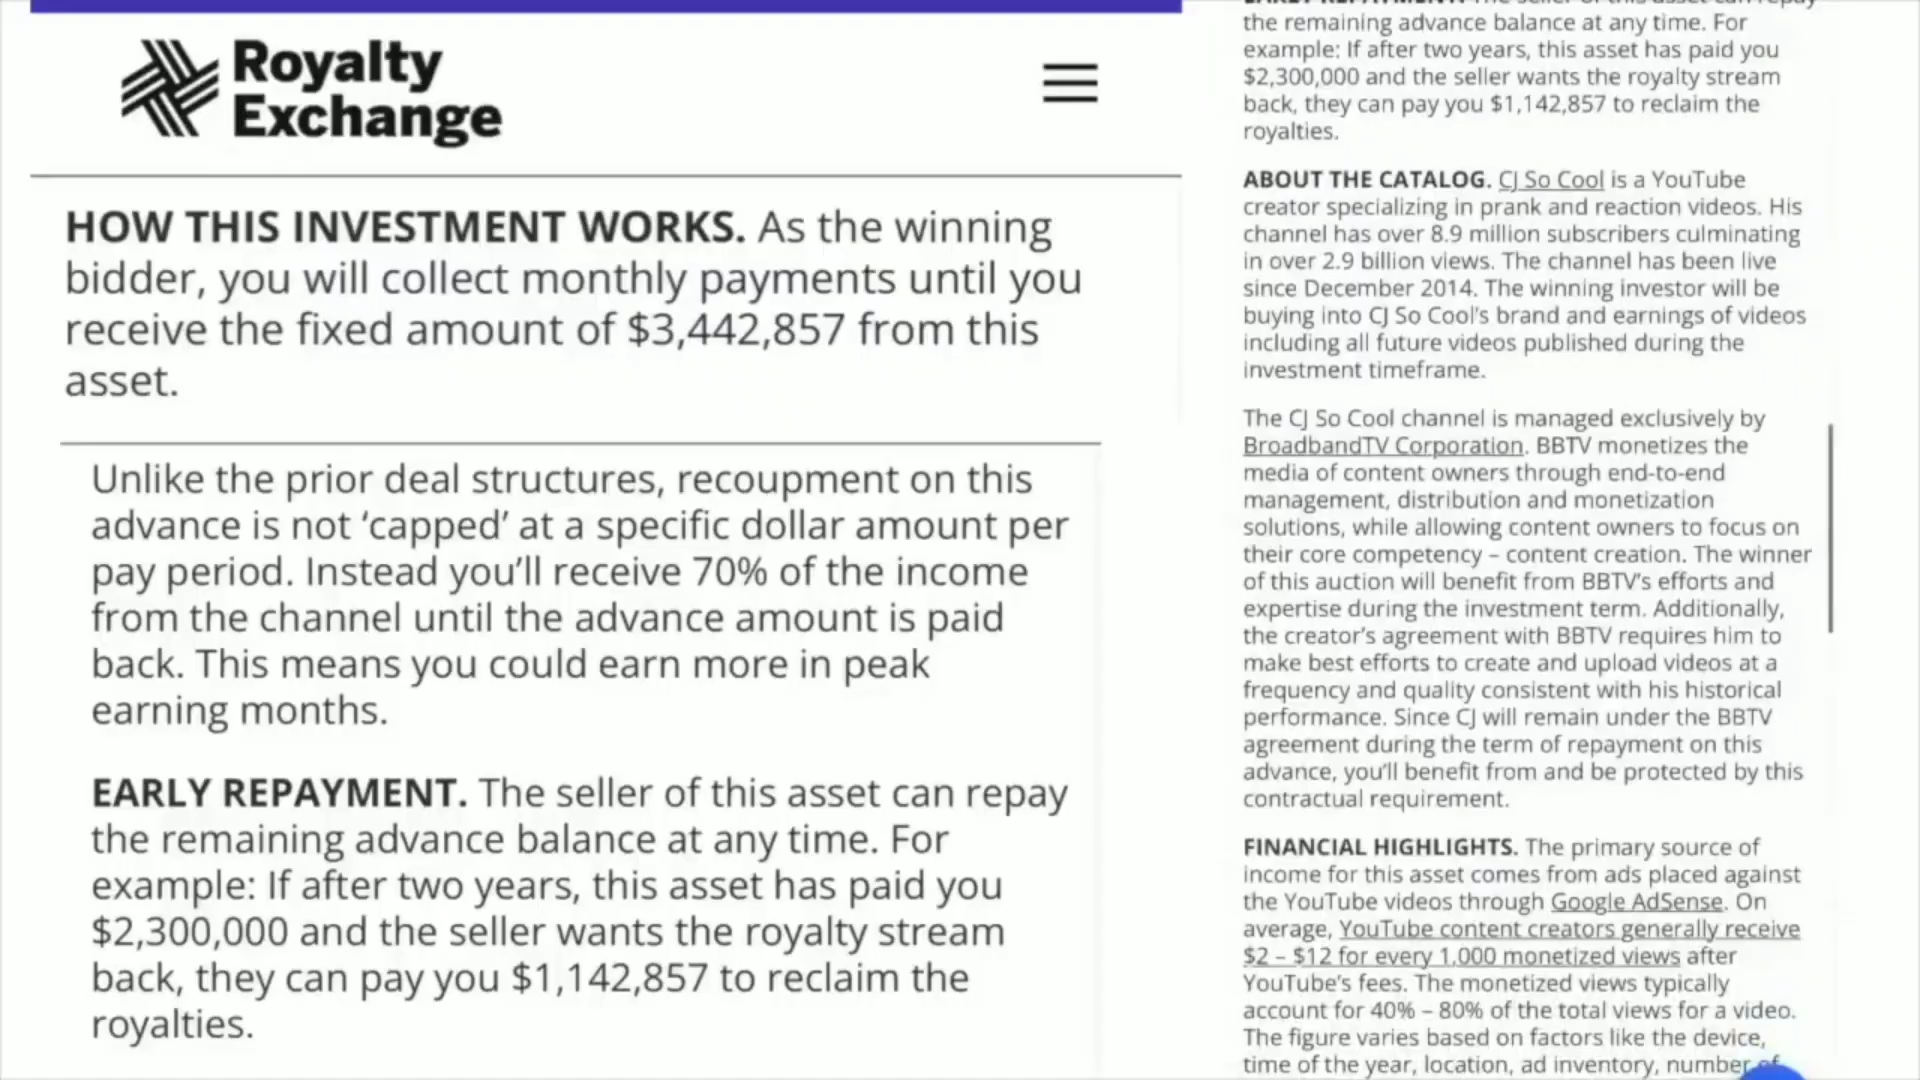 Royalty
Exchange
HOW THIS INVESTMENT WORKS. As the winning
bidder, you will collect monthly payments until you
receive the fixed amount of $3,442,857 from this
asset.
Unlike the prior deal structures, recoupment on this
advance is not ‘capped’ at a specific dollar amount per
pay period. Instead you’ll receive 70% of the income
from the channel until the advance amount is paid
back. This means you could earn more in peak
earning months.
EARLY REPAYMENT. The seller of this asset can repay
the remaining advance balance at any time. For
example: If after two years, this asset has paid you
$2,300,000 and the seller wants the royalty stream
back, they can pay you $1,142,857 to reclaim the
royalties.
EARLY REPAYMENT. The seller of this asset can repay
the remaining advance balance at any time. For
example: If after two years, this asset has paid you
$2,300,000 and the seller wants the royalty stream
back, they can pay you $1,142,857 to reclaim the
royalties.
ABOUT THE CATALOG. CJ So Cool is a YouTube
creator specializing in prank and reaction videos. His
channel has over 8.9 million subscribers culminating
in over 2.9 billion views. The channel has been live
since December 2014. The winning investor will be
buying into CJ So Cool’s brand and earnings of videos
including all future videos published during the
investment timeframe.
The CJ So Cool channel is managed exclusively by
BroadbandTV Corporation. BBTV monetizes the
media of content owners through end-to-end
management, distribution and monetization
solutions, while allowing content owners to focus on
their core competency – content creation. The winner
of this auction will benefit from BBTV’s efforts and
expertise during the investment term. Additionally,
the creator’s agreement with BBTV requires him to
make best efforts to create and upload videos at a
frequency and quality consistent with his historical
performance. Since CJ will remain under the BBTV
agreement during the term of repayment on this
advance, you’ll benefit from and be protected by this
contractual requirement.
FINANCIAL HIGHLIGHTS. The primary source of
income for this asset comes from ads placed against
the YouTube videos through Google AdSense. On
average, YouTube content creators generally receive
$2 – $12 for every 1,000 monetized views after
YouTube’s fees. The monetized views typically
account for 40% – 80% of the total views for a video.
The figure varies based on factors like the device,
time of the year, location, ad inventory, number of